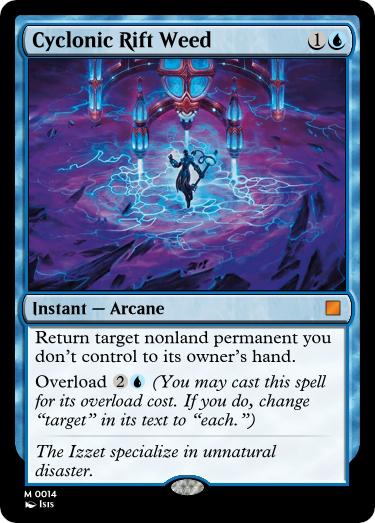 Cyclonic Rift Weed 1
Instant — Arcane
Return target nonland permanent you
don't control to its owner's hand.
Overload 2 (You may cast this spell
for its overload cost. If you do, change
"target" in its text to "each.")
The Izzet specialize in unnatural
disaster.
M 0014
Isis